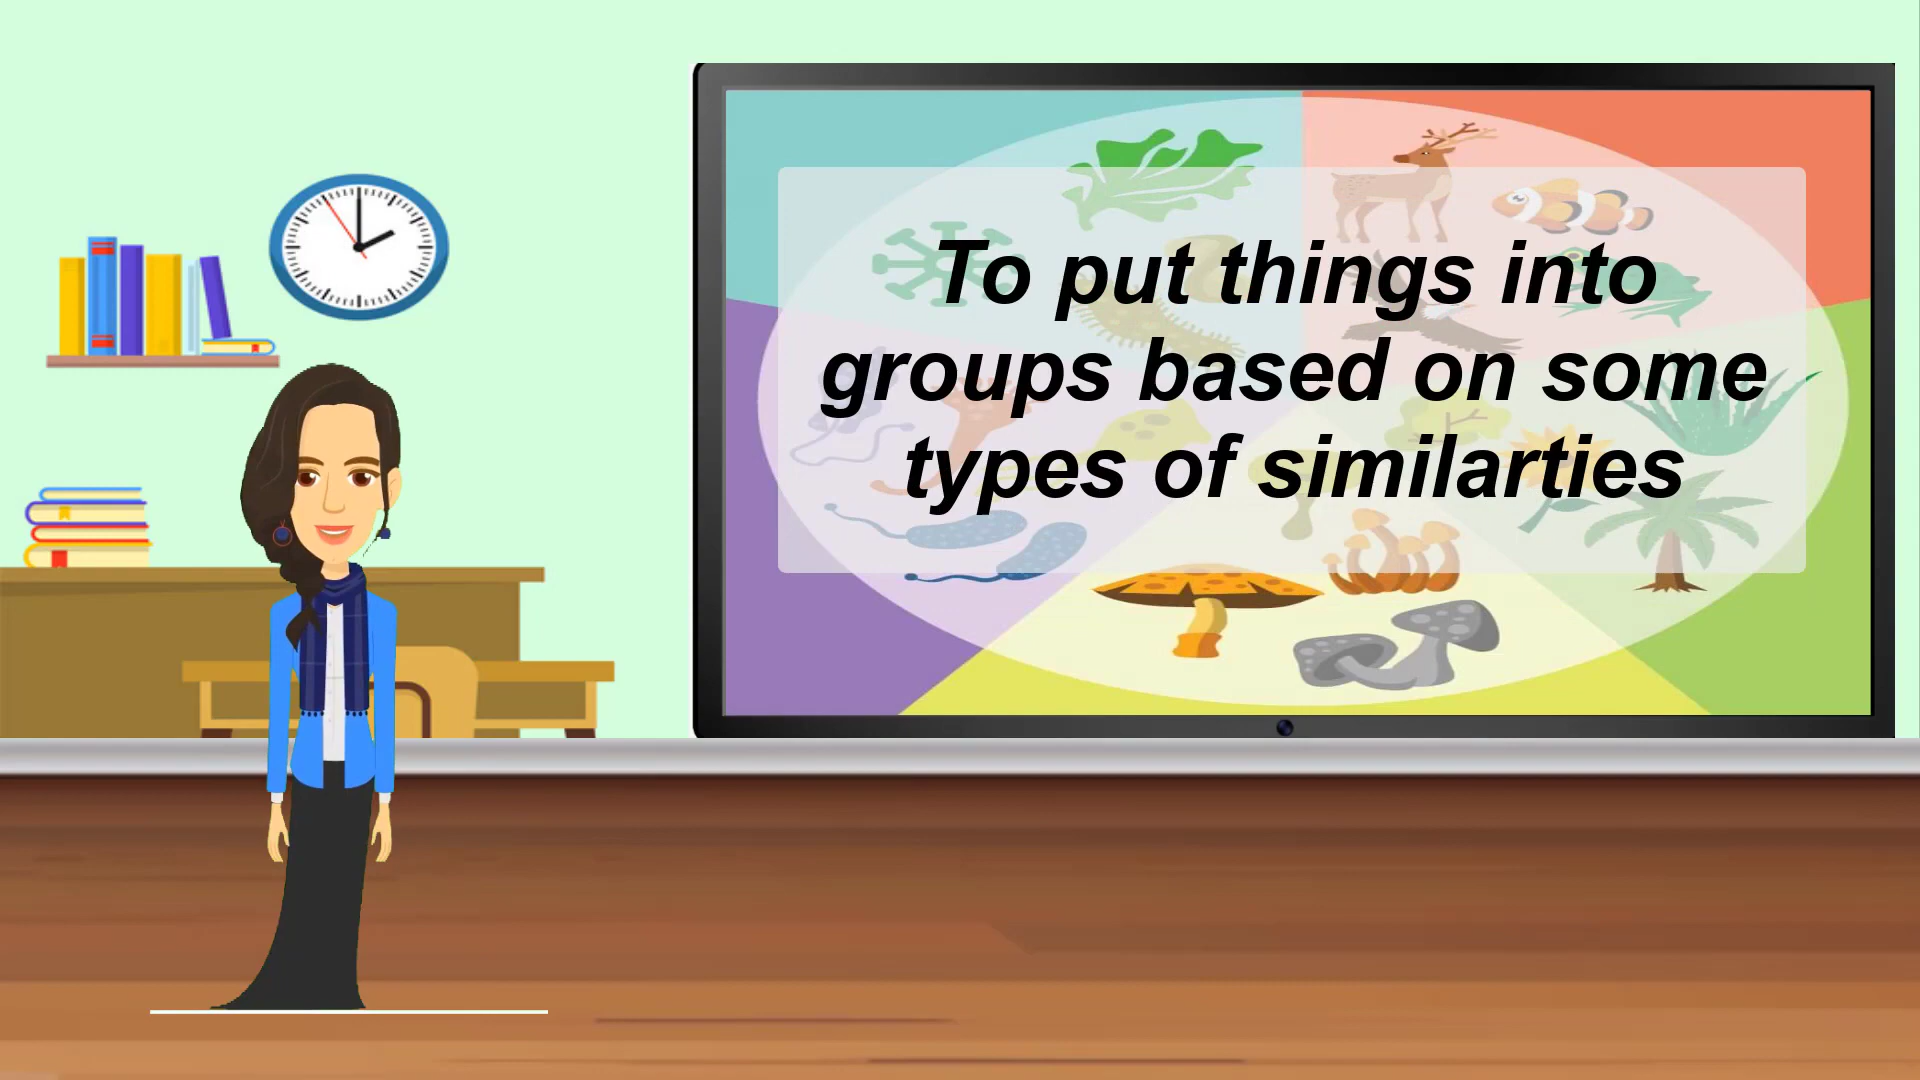 To put things into
groups based on some
types of similarties